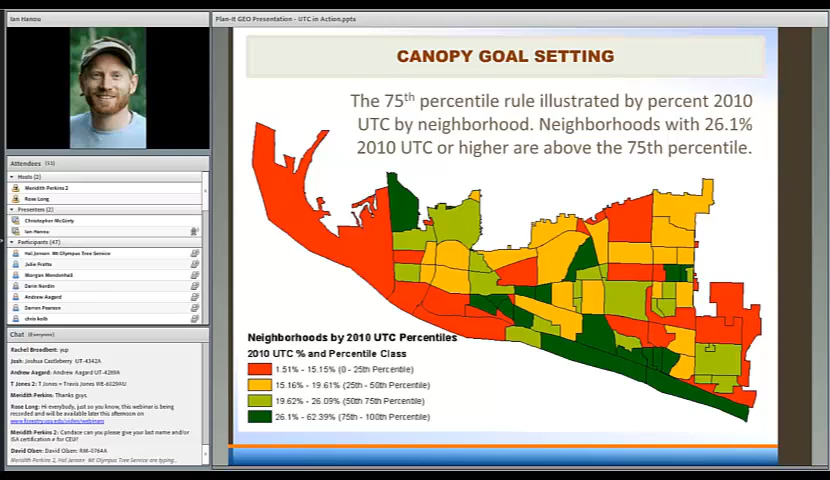 Ian Hanou
Plan-It GEO Presentation - UTC in Action.ppts
CANOPY GOAL SETTING
The 75th percentile rule illustrated by percent 2010
UTC by neighborhood. Neighborhoods with 26.1%
2010 UTC or higher are above the 75th percentile.
Neighborhoods by 2010 UTC Percentiles
2010 UTC % and Percentile Class
1.51% - 15.15% (0 - 25th Percentile)
15.16% - 19.61% (25th - 50th Percentile)
19.62% - 26.09% (50th 75th Percentile)
26.1% - 62.39% (75th - 100th Percentile)
Attendees
Hosts (2)
Meridith Perkins 2
Rose Long
Presenters (2)
Christopher McGinty
Ian Hanou
Participants (47)
Hal Jensen Mt Olympus Tree Service
Julie Fratto
Morgan Mendenhall
Darin Nordin
Andrew Aagard
Darren Pearson
chris kolb
Chat (Everyone)
Rachel Broadbent: yup
Josh: Joshua Castleberry UT-4342A
Andrew Aagard: Andrew Aagard UT-4289A
T Jones 2: T Jones = Travis Jones WE-6029AU
Meridith Perkins: Thanks guys.
Rose Long: Hi everybody, just so you know, this webinar is
being recorded and will be available later this afternoon on
www.forestry.usu.edu/video/webinars
Meridith Perkins 2: Candace can you please give your last name and/or
ISA certification # for CEU?
David Olsen: David Olsen: RM-0764A
Meridith Perkins 2, Hal Jensen Mt Olympus Tree Service are typing...